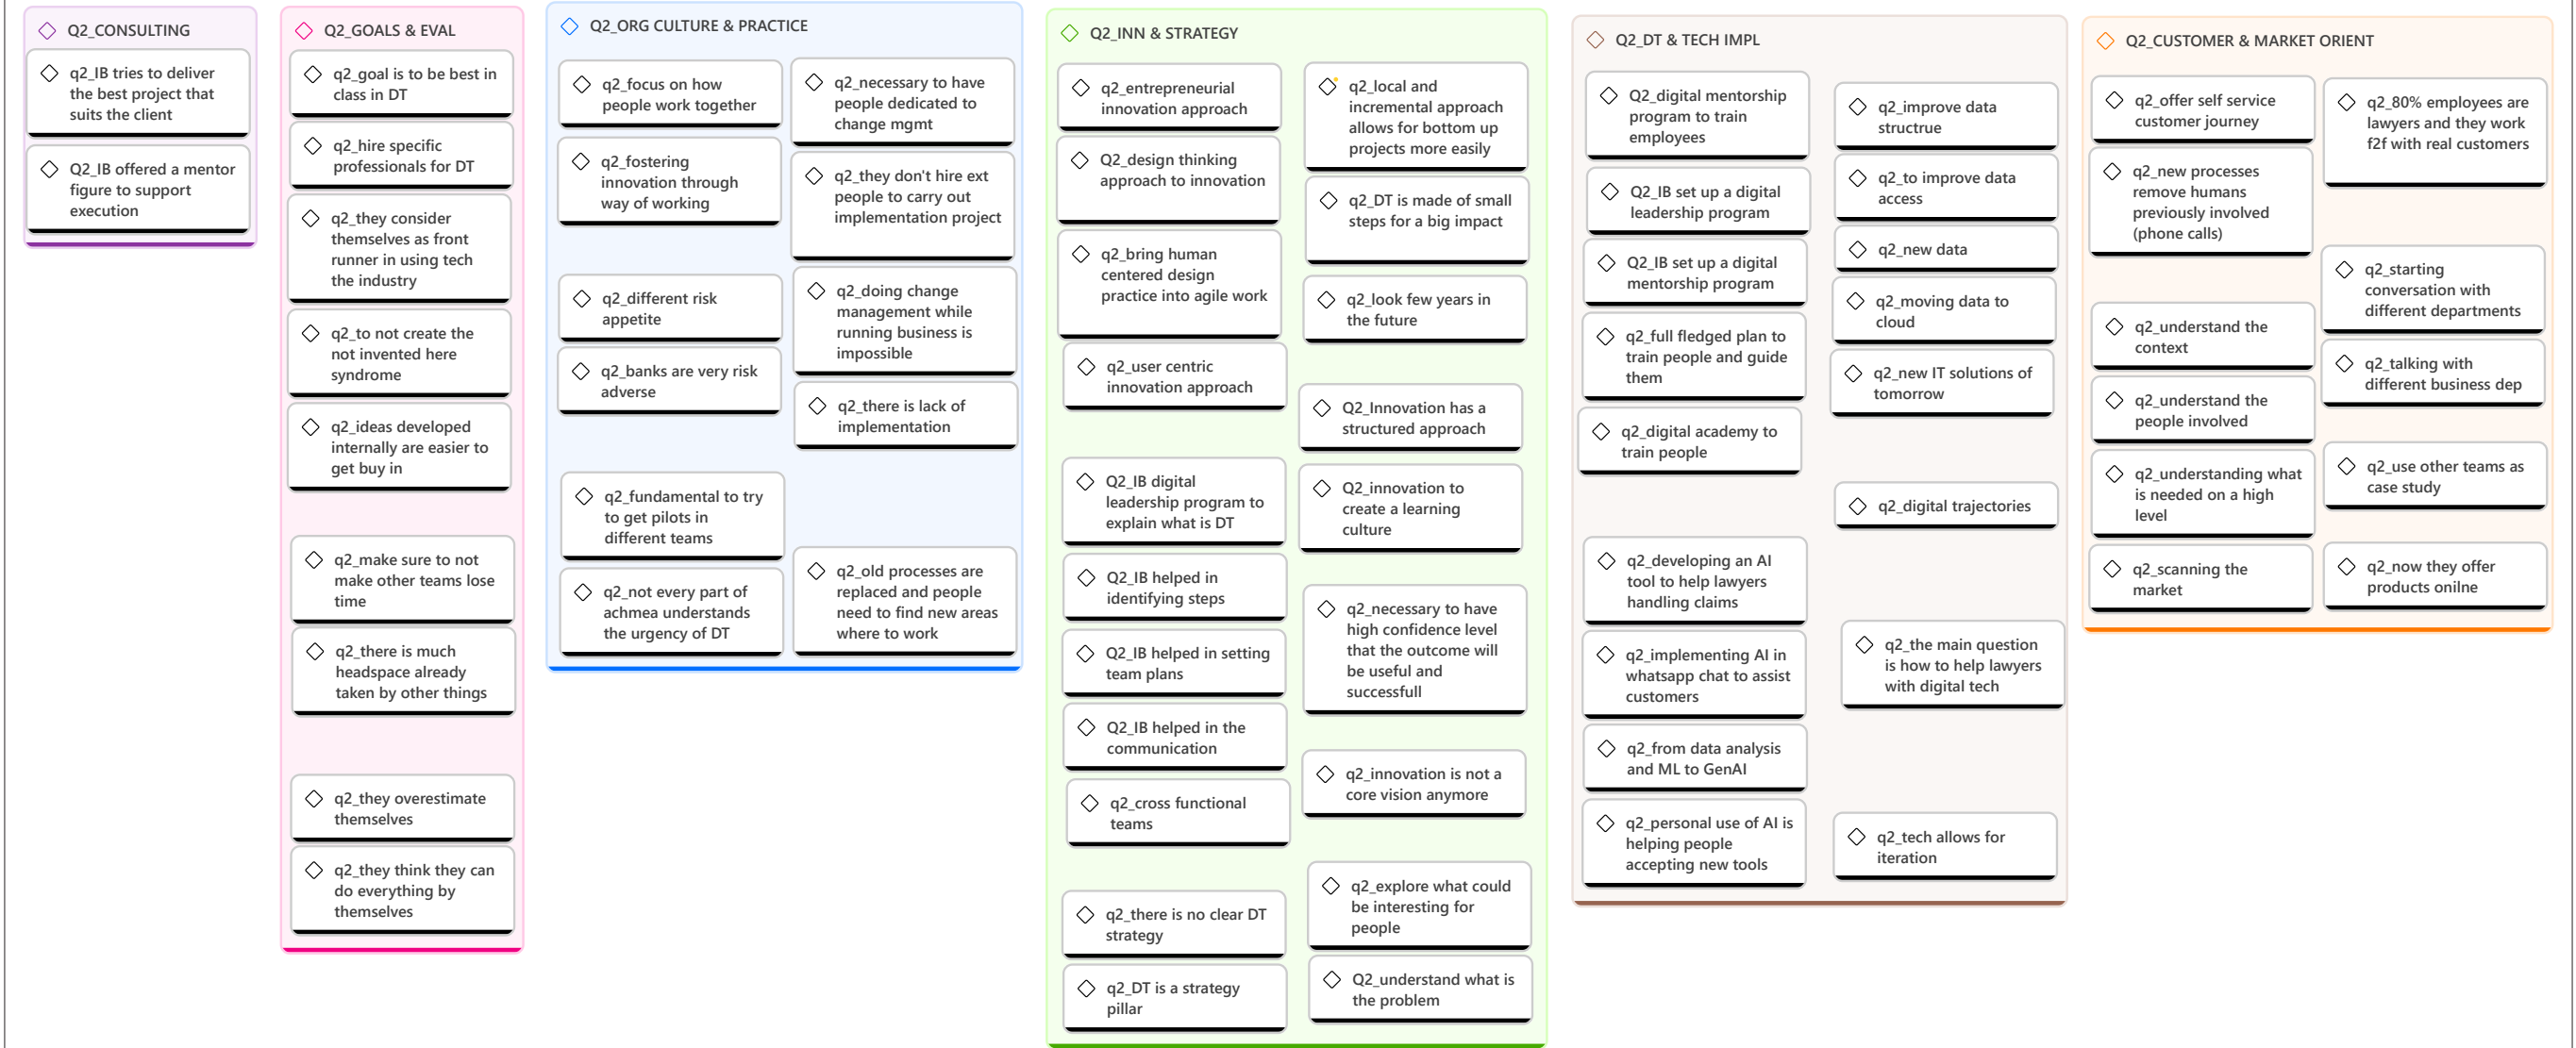 Q2_CONSULTING
q2_IB tries to deliver
the best project that
suits the client
Q2_IB offered a mentor
figure to support
execution
Q2_GOALS & EVAL
q2_goal is to be best in
class in DT
q2_hire specific
professionals for DT
q2_they consider
themselves as front
runner in using tech
the industry
q2_to not create the
not invented here
syndrome
q2_ideas developed
internally are easier to
get buy in
q2_make sure to not
make other teams lose
time
q2_there is much
headspace already
taken by other things
q2_they overestimate
themselves
q2_they think they can
do everything by
themselves
Q2_ORG CULTURE & PRACTICE
q2_focus on how
people work together
q2_fostering
innovation through
way of working
q2_different risk
appetite
q2_banks are very risk
adverse
q2_fundamental to try
to get pilots in
different teams
q2_not every part of
achmea understands
the urgency of DT
q2_necessary to have
people dedicated to
change mgmt
q2_they don't hire ext
people to carry out
implementation project
q2_doing change
management while
running business is
impossible
q2_there is lack of
implementation
q2_old processes are
replaced and people
need to find new areas
where to work
Q2_INN & STRATEGY
q2_entrepreneurial
innovation approach
Q2_design thinking
approach to innovation
q2_bring human
centered design
practice into agile work
q2_user centric
innovation approach
Q2_IB digital
leadership program to
explain what is DT
Q2_IB helped in
identifying steps
Q2_IB helped in setting
team plans
Q2_IB helped in the
communication
q2_cross functional
teams
q2_there is no clear DT
strategy
q2_DT is a strategy
pillar
q2_local and
incremental approach
allows for bottom up
projects more easily
q2_DT is made of small
steps for a big impact
q2_look few years in
the future
Q2_Innovation has a
structured approach
Q2_innovation to
create a learning
culture
q2_necessary to have
high confidence level
that the outcome will
be useful and
successfull
q2_innovation is not a
core vision anymore
q2_explore what could
be interesting for
people
Q2_understand what is
the problem
Q2_DT & TECH IMPL
Q2_digital mentorship
program to train
employees
Q2_IB set up a digital
leadership program
Q2_IB set up a digital
mentorship program
q2_full fledged plan to
train people and guide
them
q2_digital academy to
train people
q2_developing an AI
tool to help lawyers
handling claims
q2_implementing AI in
whatsapp chat to assist
customers
q2_from data analysis
and ML to GenAI
q2_personal use of AI is
helping people
accepting new tools
q2_improve data
structrue
q2_to improve data
access
q2_new data
q2_moving data to
cloud
q2_new IT solutions of
tomorrow
q2_digital trajectories
q2_the main question
is how to help lawyers
with digital tech
q2_tech allows for
iteration
Q2_CUSTOMER & MARKET ORIENT
q2_offer self service
customer journey
q2_new processes
remove humans
previously involved
(phone calls)
q2_understand the
context
q2_understand the
people involved
q2_understanding what
is needed on a high
level
q2_scanning the
market
q2_80% employees are
lawyers and they work
f2f with real customers
q2_starting
conversation with
different departments
q2_talking with
different business dep
q2_use other teams as
case study
q2_now they offer
products onilne